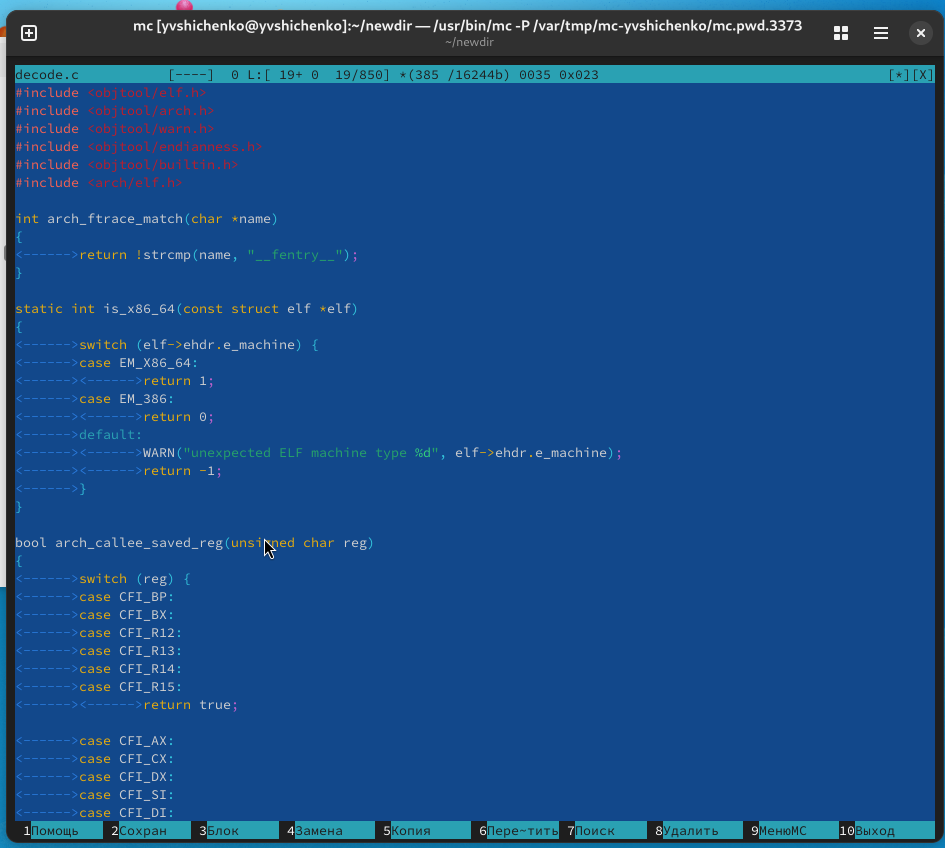 mc [yvshichenko@yvshichenko]:~/newdir — /usr/bin/mc -P /var/tmp/mc-yvshichenko/mc.pwd.3373
~/newdir
decode.c           [----]  0 L:[ 19+ 0  19/850] *(385 /16244b) 0035 0x023                                    [*][X]
#include <objtool/elf.h>
#include <objtool/arch.h>
#include <objtool/warn.h>
#include <objtool/endianness.h>
#include <objtool/builtin.h>
#include <arch/elf.h>
int arch_ftrace_match(char *name)
{
<------>return !strcmp(name, "__fentry__");
}
static int is_x86_64(const struct elf *elf)
{
<------>switch (elf->ehdr.e_machine) {
<------>case EM_X86_64:
<------><------>return 1;
<------>case EM_386:
<------><------>return 0;
<------>default:
<------><------>WARN("unexpected ELF machine type %d", elf->ehdr.e_machine);
<------><------>return -1;
<------>}
}
bool arch_callee_saved_reg(unsigned char reg)
{
<------>switch (reg) {
<------>case CFI_BP:
<------>case CFI_BX:
<------>case CFI_R12:
<------>case CFI_R13:
<------>case CFI_R14:
<------>case CFI_R15:
<------><------>return true;
<------>case CFI_AX:
<------>case CFI_CX:
<------>case CFI_DX:
<------>case CFI_SI:
<------>case CFI_DI:
1Помощь 2Сохран 3Блок 4Замена 5Копия 6Пере~тить 7Поиск 8Удалить 9МенюMC 10Выход